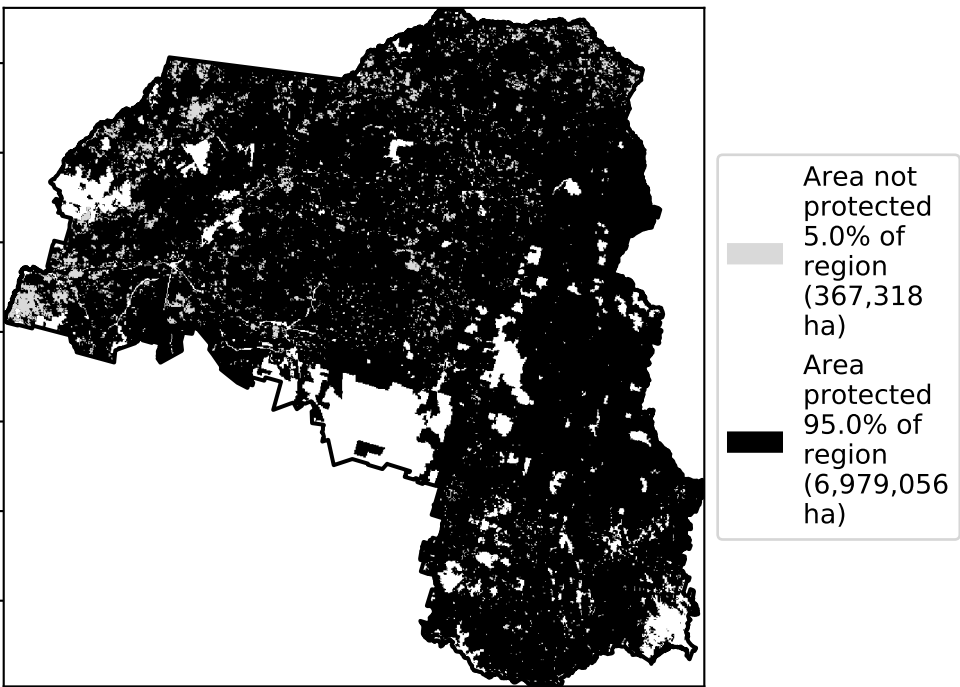 Area not
protected
5.0% of
region
(367,318
ha)
Area
protected
95.0% of
region
(6,979,056
ha)